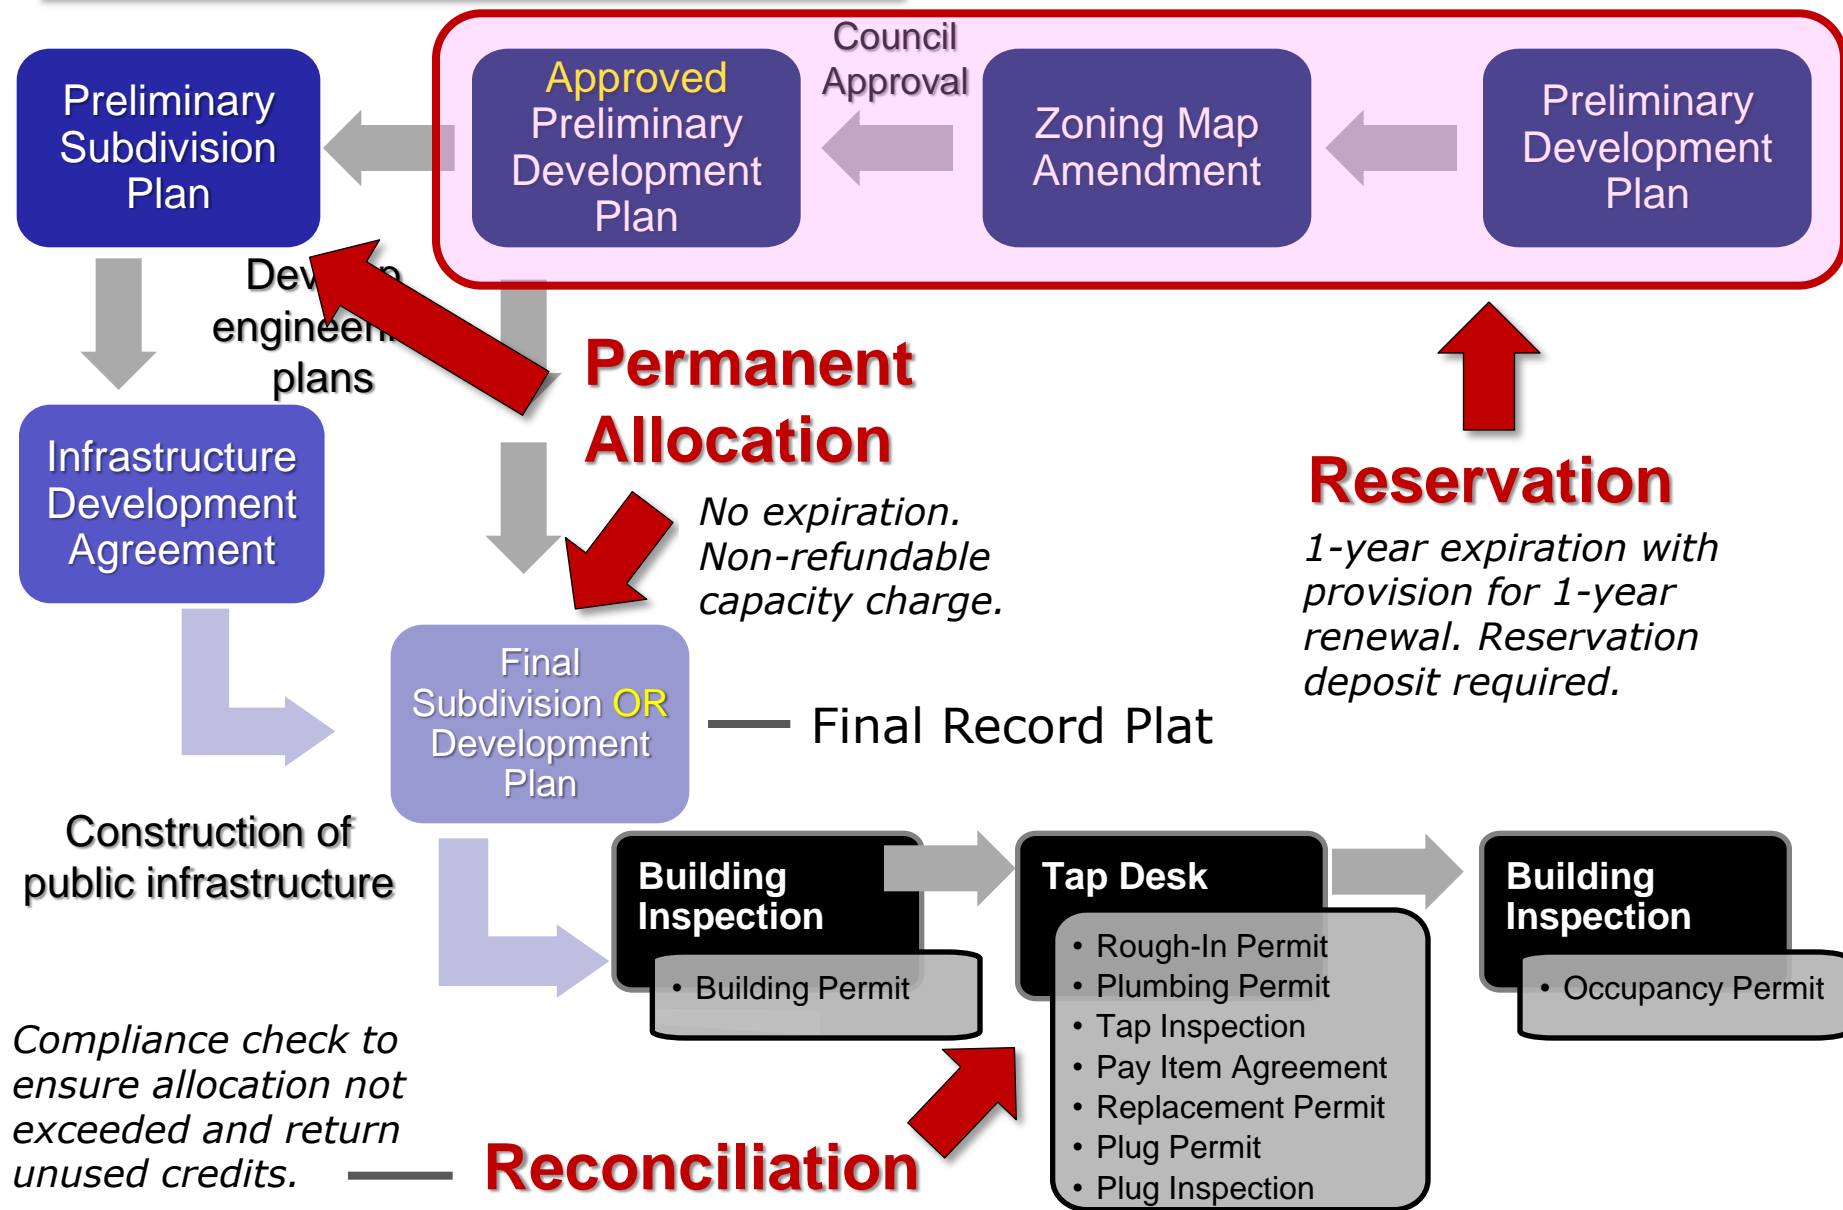 Council
Approval
Preliminary
Subdivision
Plan
Approved
Preliminary
Development
Plan
Zoning Map
Amendment
Preliminary
Development
Plan
plans
Permanent
Allocation
No expiration.
Non-refundable
capacity charge.
Reservation
1-year expiration with
provision for 1-year
renewal. Reservation
deposit required.
Infrastructure
Development
Agreement
Final
Subdivision OR
Development
Plan
Final Record Plat
Construction of
public infrastructure
Building
Inspection
• Building Permit
Tap Desk
• Rough-In Permit
• Plumbing Permit
• Tap Inspection
• Pay Item Agreement
• Replacement Permit
• Plug Permit
• Plug Inspection
Building
Inspection
• Occupancy Permit
Compliance check to
ensure allocation not
exceeded and return
unused credits.
Reconciliation